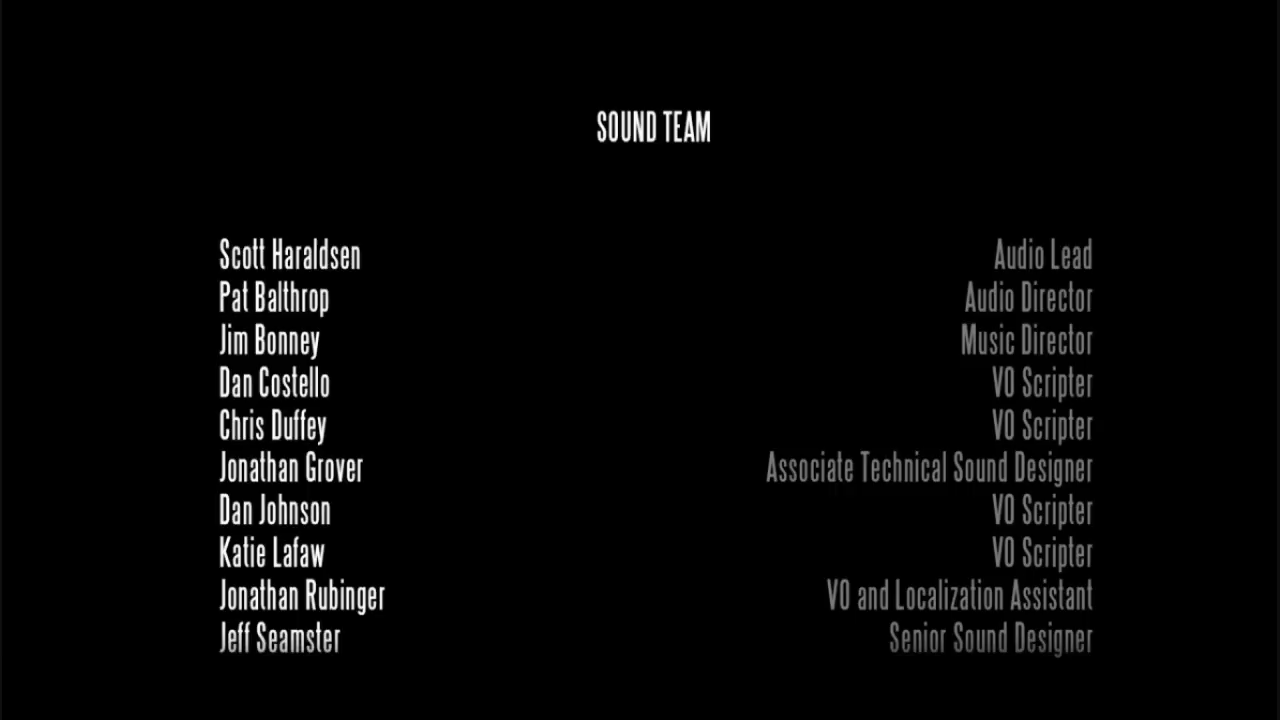 SOUND TEAM
Scott Haraldsen Audio Lead
Pat Balthrop Audio Director
Jim Bonney Music Director
Dan Costello VO Scripter
Chris Duffey VO Scripter
Jonathan Grover Associate Technical Sound Designer
Dan Johnson VO Scripter
Katie Lafaw VO Scripter
Jonathan Rubinger VO and Localization Assistant
Jeff Seamster Senior Sound Designer